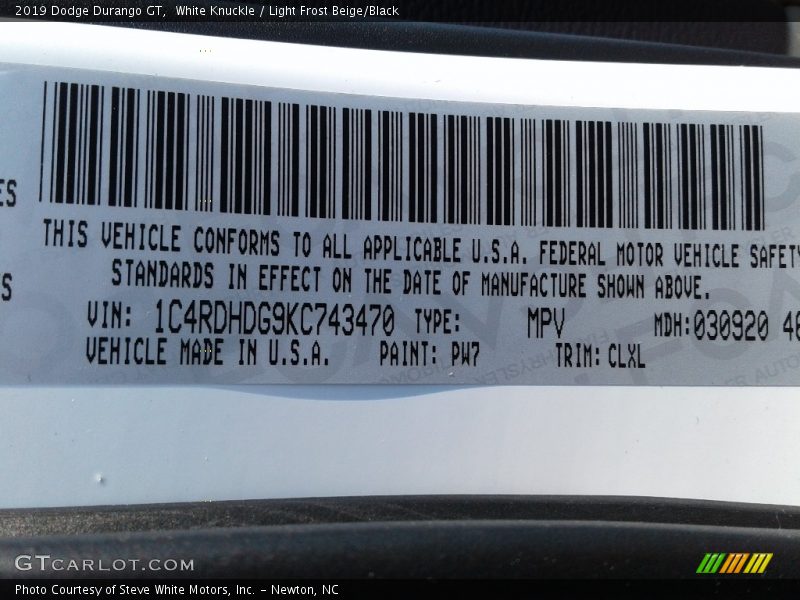 2019 Dodge Durango GT, White Knuckle / Light Frost Beige/Black
ES
S
THIS VEHICLE CONFORMS TO ALL APPLICABLE U.S.A. FEDERAL MOTOR VEHICLE SAFETY
STANDARDS IN EFFECT ON THE DATE OF MANUFACTURE SHOWN ABOVE.
VIN: 1C4RDHDG9KC743470 TYPE: MPV MDH:030920 40
VEHICLE MADE IN U.S.A. PAINT: PW7 TRIM: CLXL
GTCARLOT.COM
Photo Courtesy of Steve White Motors, Inc. – Newton, NC